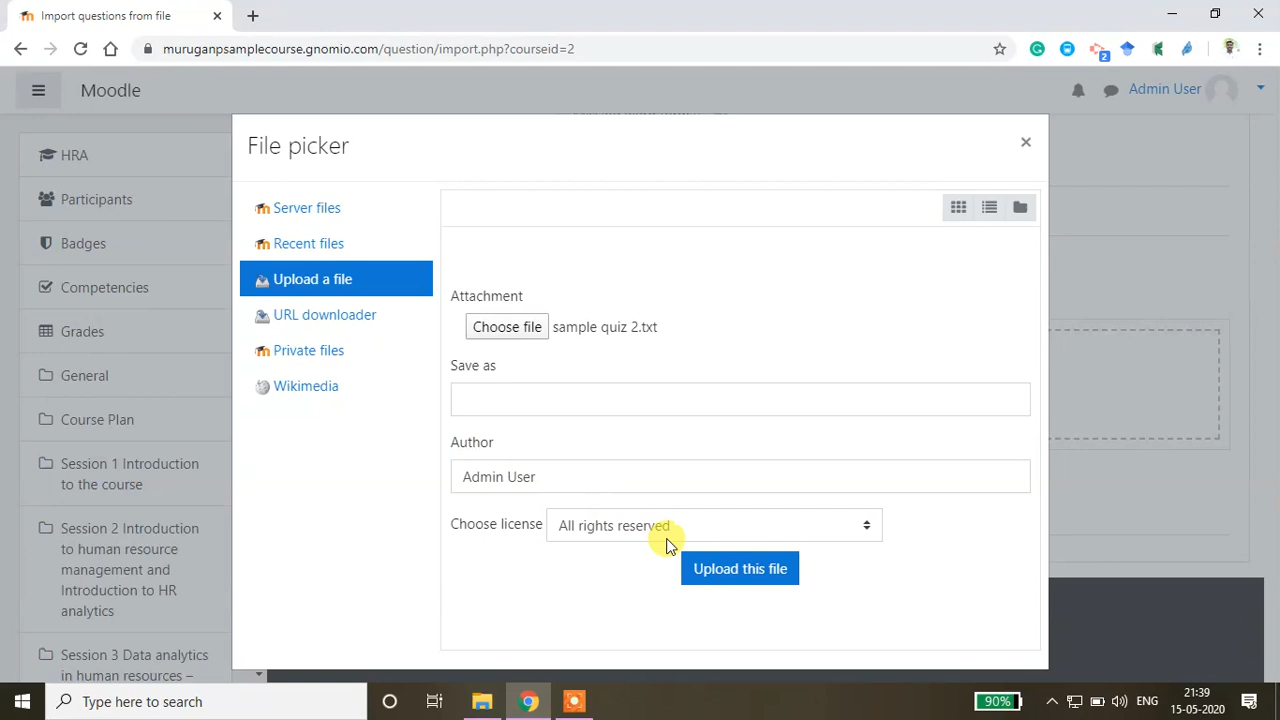 Import questions from file
muruganpsamplecourse.gnomio.com/question/import.php?courseid=2
2
Moodle
Admin User
File picker
HRA
Participants
Badges
Competencies
Grades
General
Course Plan
Session 1 Introduction
to the course
Session 2 Introduction
to human resource
management and
Introduction to HR
analytics
Session 3 Data analytics
in human resources –
Server files
Recent files
Upload a file
URL downloader
Private files
Wikimedia
Attachment
Choose file sample quiz 2.txt
Save as
Author
Admin User
Choose license All rights reserved
Upload this file
Type here to search
90%
ENG
21:39
15-05-2020